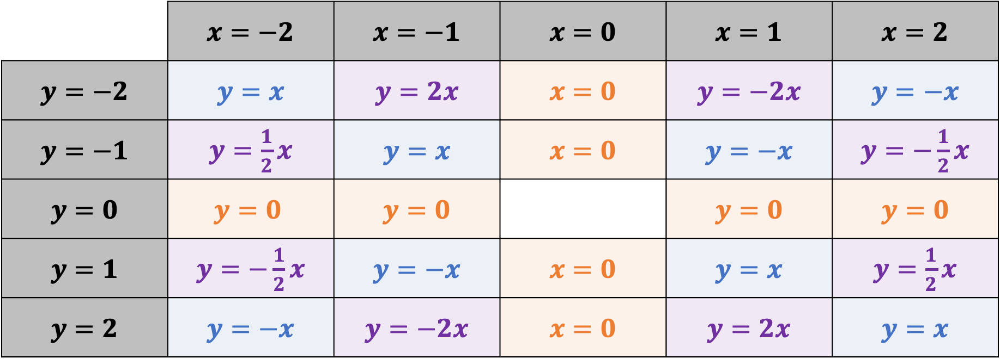 x = −2 x = −1 x = 0 x = 1 x = 2
y = −2 y = x y = 2x x = 0 y = −2x y = −x
y = −1 y = 1/2 x y = x x = 0 y = −x y = −1/2 x
y = 0 y = 0 y = 0 y = 0 y = 0
y = 1 y = −1/2 x y = −x x = 0 y = x y = 1/2 x
y = 2 y = −x y = −2x x = 0 y = 2x y = x